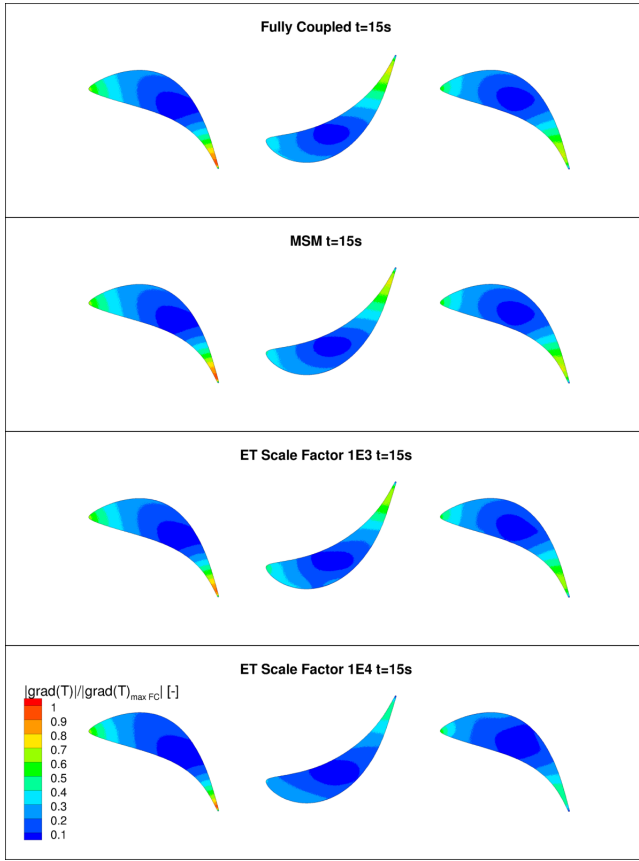 Fully Coupled t=15s
MSM t=15s
ET Scale Factor 1E3 t=15s
ET Scale Factor 1E4 t=15s
|grad(T)|/|grad(T)max FC| [-]
1
0.9
0.8
0.7
0.6
0.5
0.4
0.3
0.2
0.1